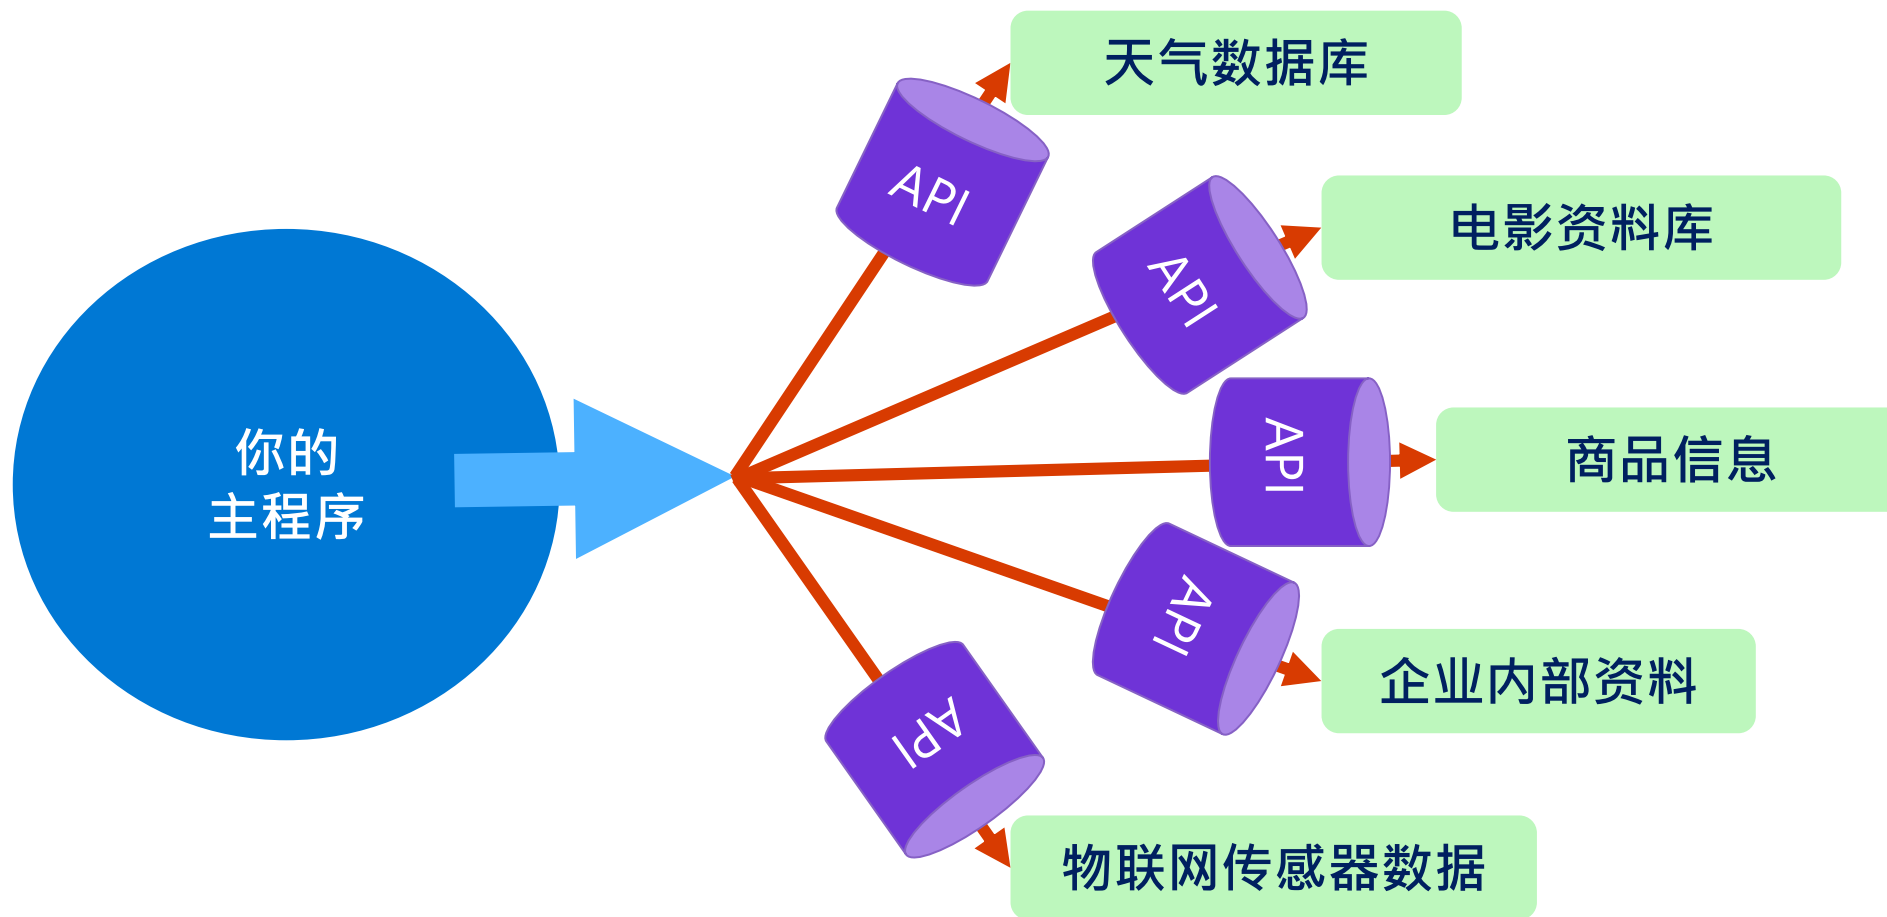 你的
主程序
API
天气数据库
API
电影资料库
API
商品信息
API
企业内部资料
API
物联网传感器数据